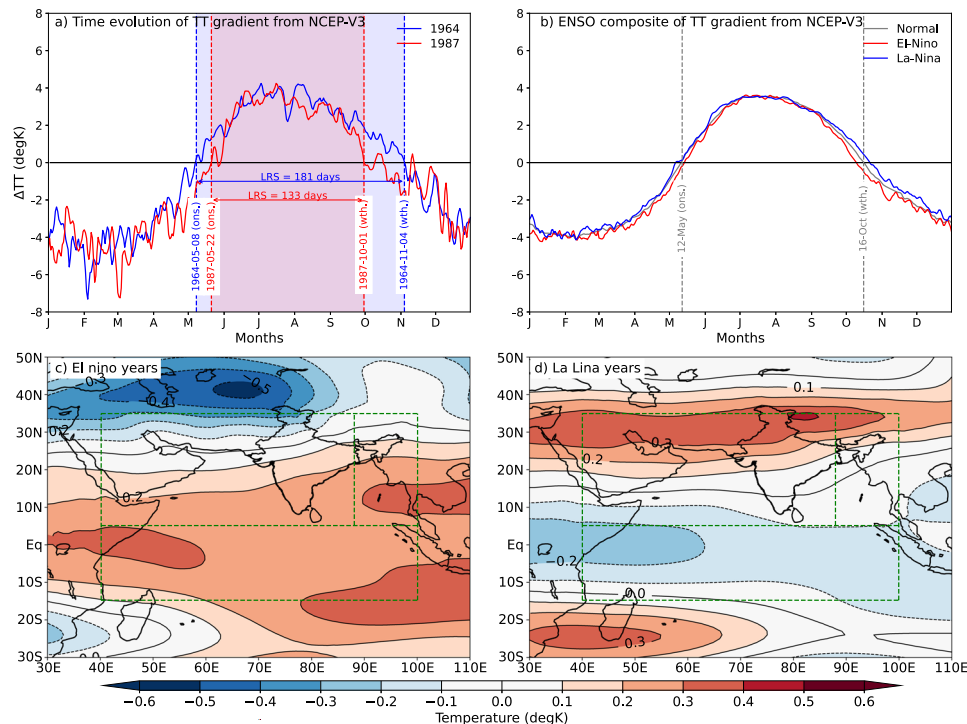 a) Time evolution of TT gradient from NCEP-V3
1964
1987
ΔTT (degK)
8
6
4
2
0
−2
−4
−6
−8
LRS = 181 days
LRS = 133 days
1964-05-08 (ons.)
1987-05-22 (ons.)
1987-10-01 (wth.)
1964-11-04 (wth.)
J F M A M J J A S O N D
Months
b) ENSO composite of TT gradient from NCEP-V3
Normal
El-Nino
La-Nina
8
6
4
2
0
−2
−4
−6
−8
12-May (ons.)
16-Oct (wth.)
J F M A M J J A S O N D
Months
c) El nino years
50N
40N
30N
20N
10N
Eq
10S
20S
30S
−0.3
−0.4
−0.5
0.2
0.2
0.0
30E 40E 50E 60E 70E 80E 90E 100E 110E
d) La Lina years
50N
40N
30N
20N
10N
Eq
10S
20S
30S
0.1
0.3
0.2
−0.2
0.0
0.3
30E 40E 50E 60E 70E 80E 90E 100E 110E
−0.6 −0.5 −0.4 −0.3 −0.2 −0.1 0.0 0.1 0.2 0.3 0.4 0.5 0.6
Temperature (degK)